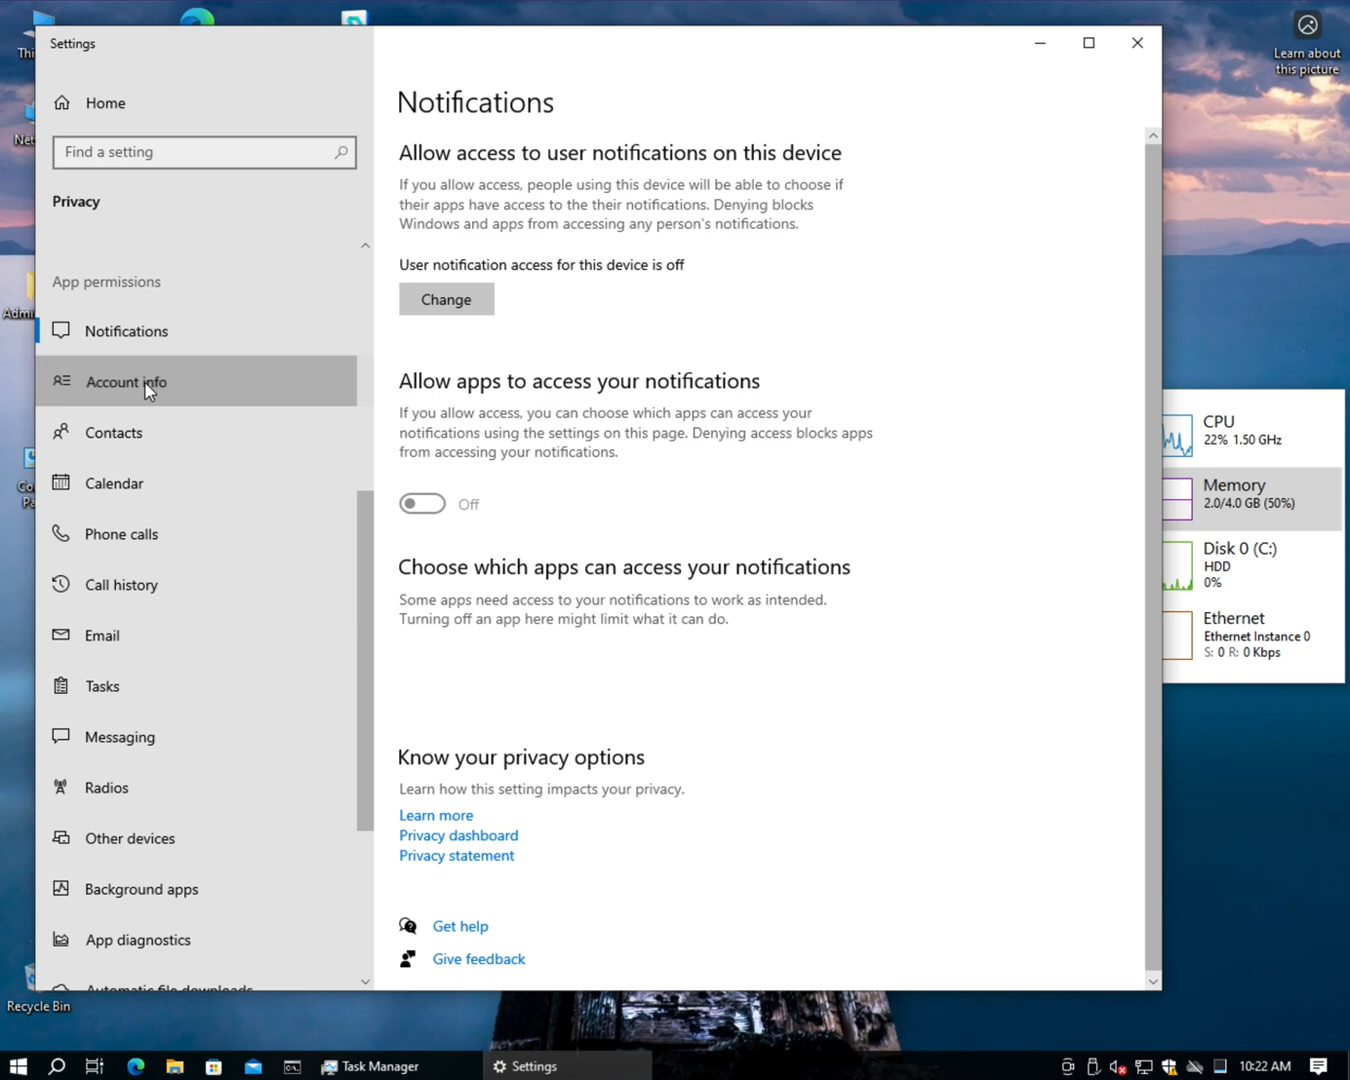 Learn about
this picture
Settings
Home
Find a setting
Privacy
App permissions
Notifications
Account info
Contacts
Calendar
Phone calls
Call history
Email
Tasks
Messaging
Radios
Other devices
Background apps
App diagnostics
Automatic file downloads
Notifications
Allow access to user notifications on this device
If you allow access, people using this device will be able to choose if
their apps have access to the their notifications. Denying blocks
Windows and apps from accessing any person's notifications.
User notification access for this device is off
Change
Allow apps to access your notifications
If you allow access, you can choose which apps can access your
notifications using the settings on this page. Denying access blocks apps
from accessing your notifications.
Off
Choose which apps can access your notifications
Some apps need access to your notifications to work as intended.
Turning off an app here might limit what it can do.
Know your privacy options
Learn how this setting impacts your privacy.
Learn more
Privacy dashboard
Privacy statement
Get help
Give feedback
CPU
22% 1.50 GHz
Memory
2.0/4.0 GB (50%)
Disk 0 (C:)
HDD
0%
Ethernet
Ethernet Instance 0
S: 0 R: 0 Kbps
Recycle Bin
Task Manager
Settings
10:22 AM